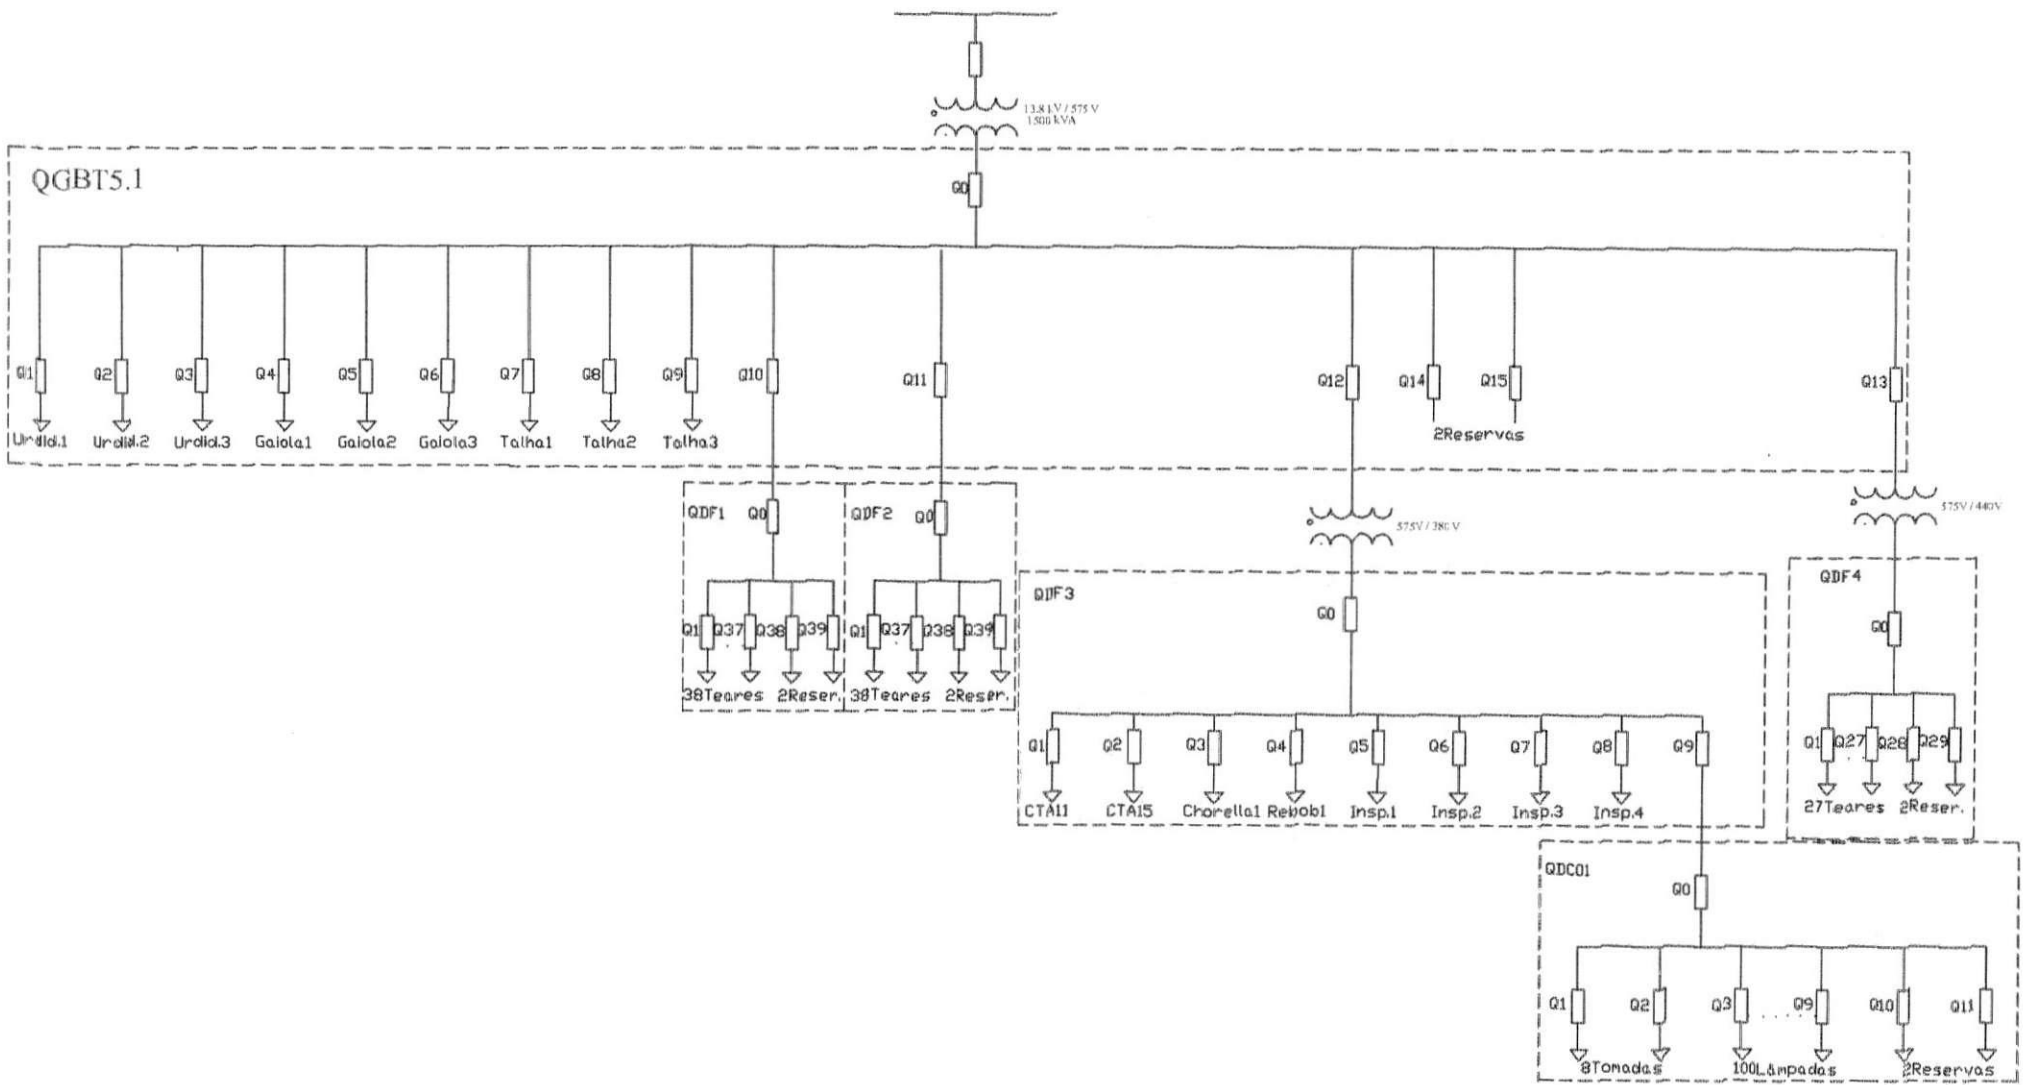 13.8 kV / 575 V
1500 kVA
QGBT5.1
Q0
Q1 Q2 Q3 Q4 Q5 Q6 Q7 Q8 Q9 Q10 Q11 Q12 Q14 Q15 Q13
Urdid.1 Urdid.2 Urdid.3 Gaiola1 Gaiola2 Gaiola3 Talha1 Talha2 Talha3 2Reservas
575V / 380V
575V / 440V
QDF1 Q0
Q1 Q37 Q38 Q39
38Teares 2Reser.
QDF2 Q0
Q1 Q37 Q38 Q39
38Teares 2Reser.
QDF3
Q0
Q1 Q2 Q3 Q4 Q5 Q6 Q7 Q8 Q9
CTA11 CTA15 Chorella1 Rebob1 Insp.1 Insp.2 Insp.3 Insp.4
QDF4
Q0
Q1 Q27 Q28 Q29
27Teares 2Reser.
QDC01
Q0
Q1 Q2 Q3 ..... Q9 Q10 Q11
8Tomadas 100Lâmpadas 2Reservas